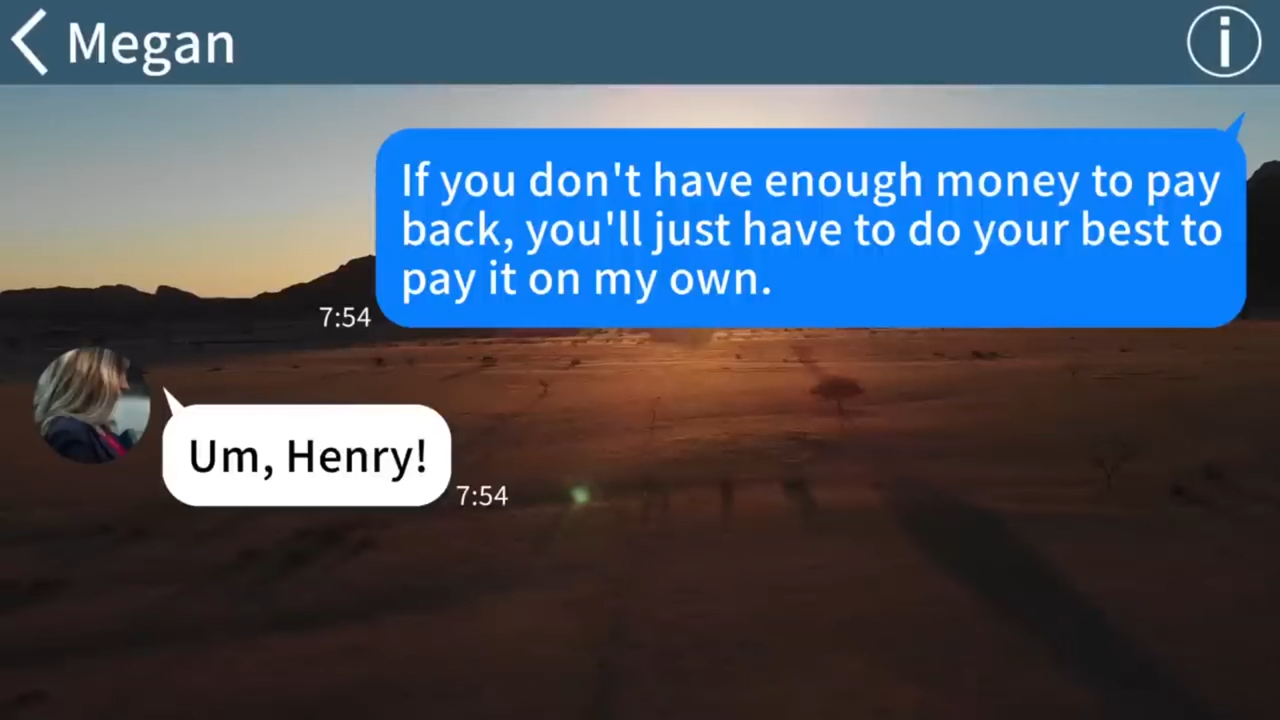 Megan
i
If you don't have enough money to pay
back, you'll just have to do your best to
pay it on my own.
7:54
Um, Henry!
7:54